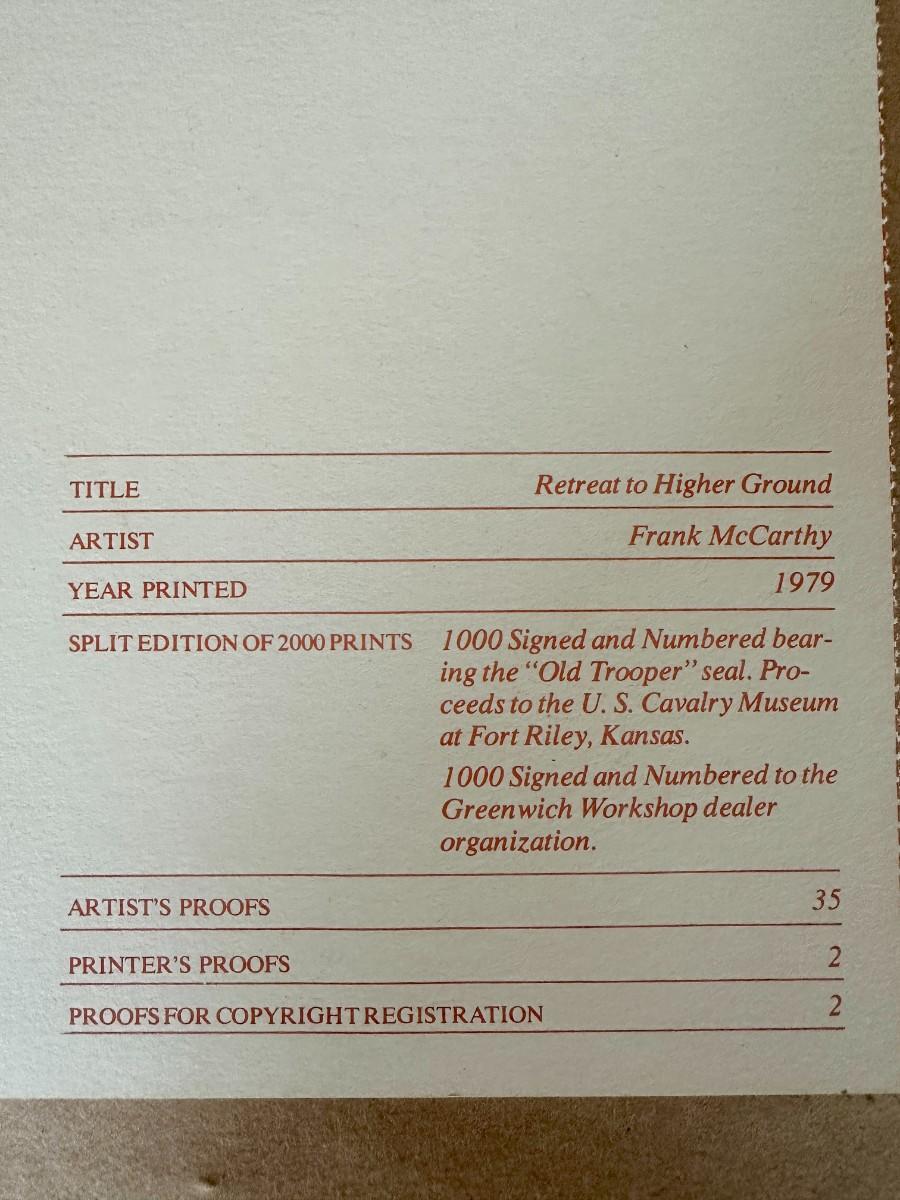 TITLE Retreat to Higher Ground
ARTIST Frank McCarthy
YEAR PRINTED 1979
SPLIT EDITION OF 2000 PRINTS 1000 Signed and Numbered bear-
ing the “Old Trooper” seal. Pro-
ceeds to the U. S. Cavalry Museum
at Fort Riley, Kansas.
1000 Signed and Numbered to the
Greenwich Workshop dealer
organization.
ARTIST’S PROOFS 35
PRINTER’S PROOFS 2
PROOFS FOR COPYRIGHT REGISTRATION 2